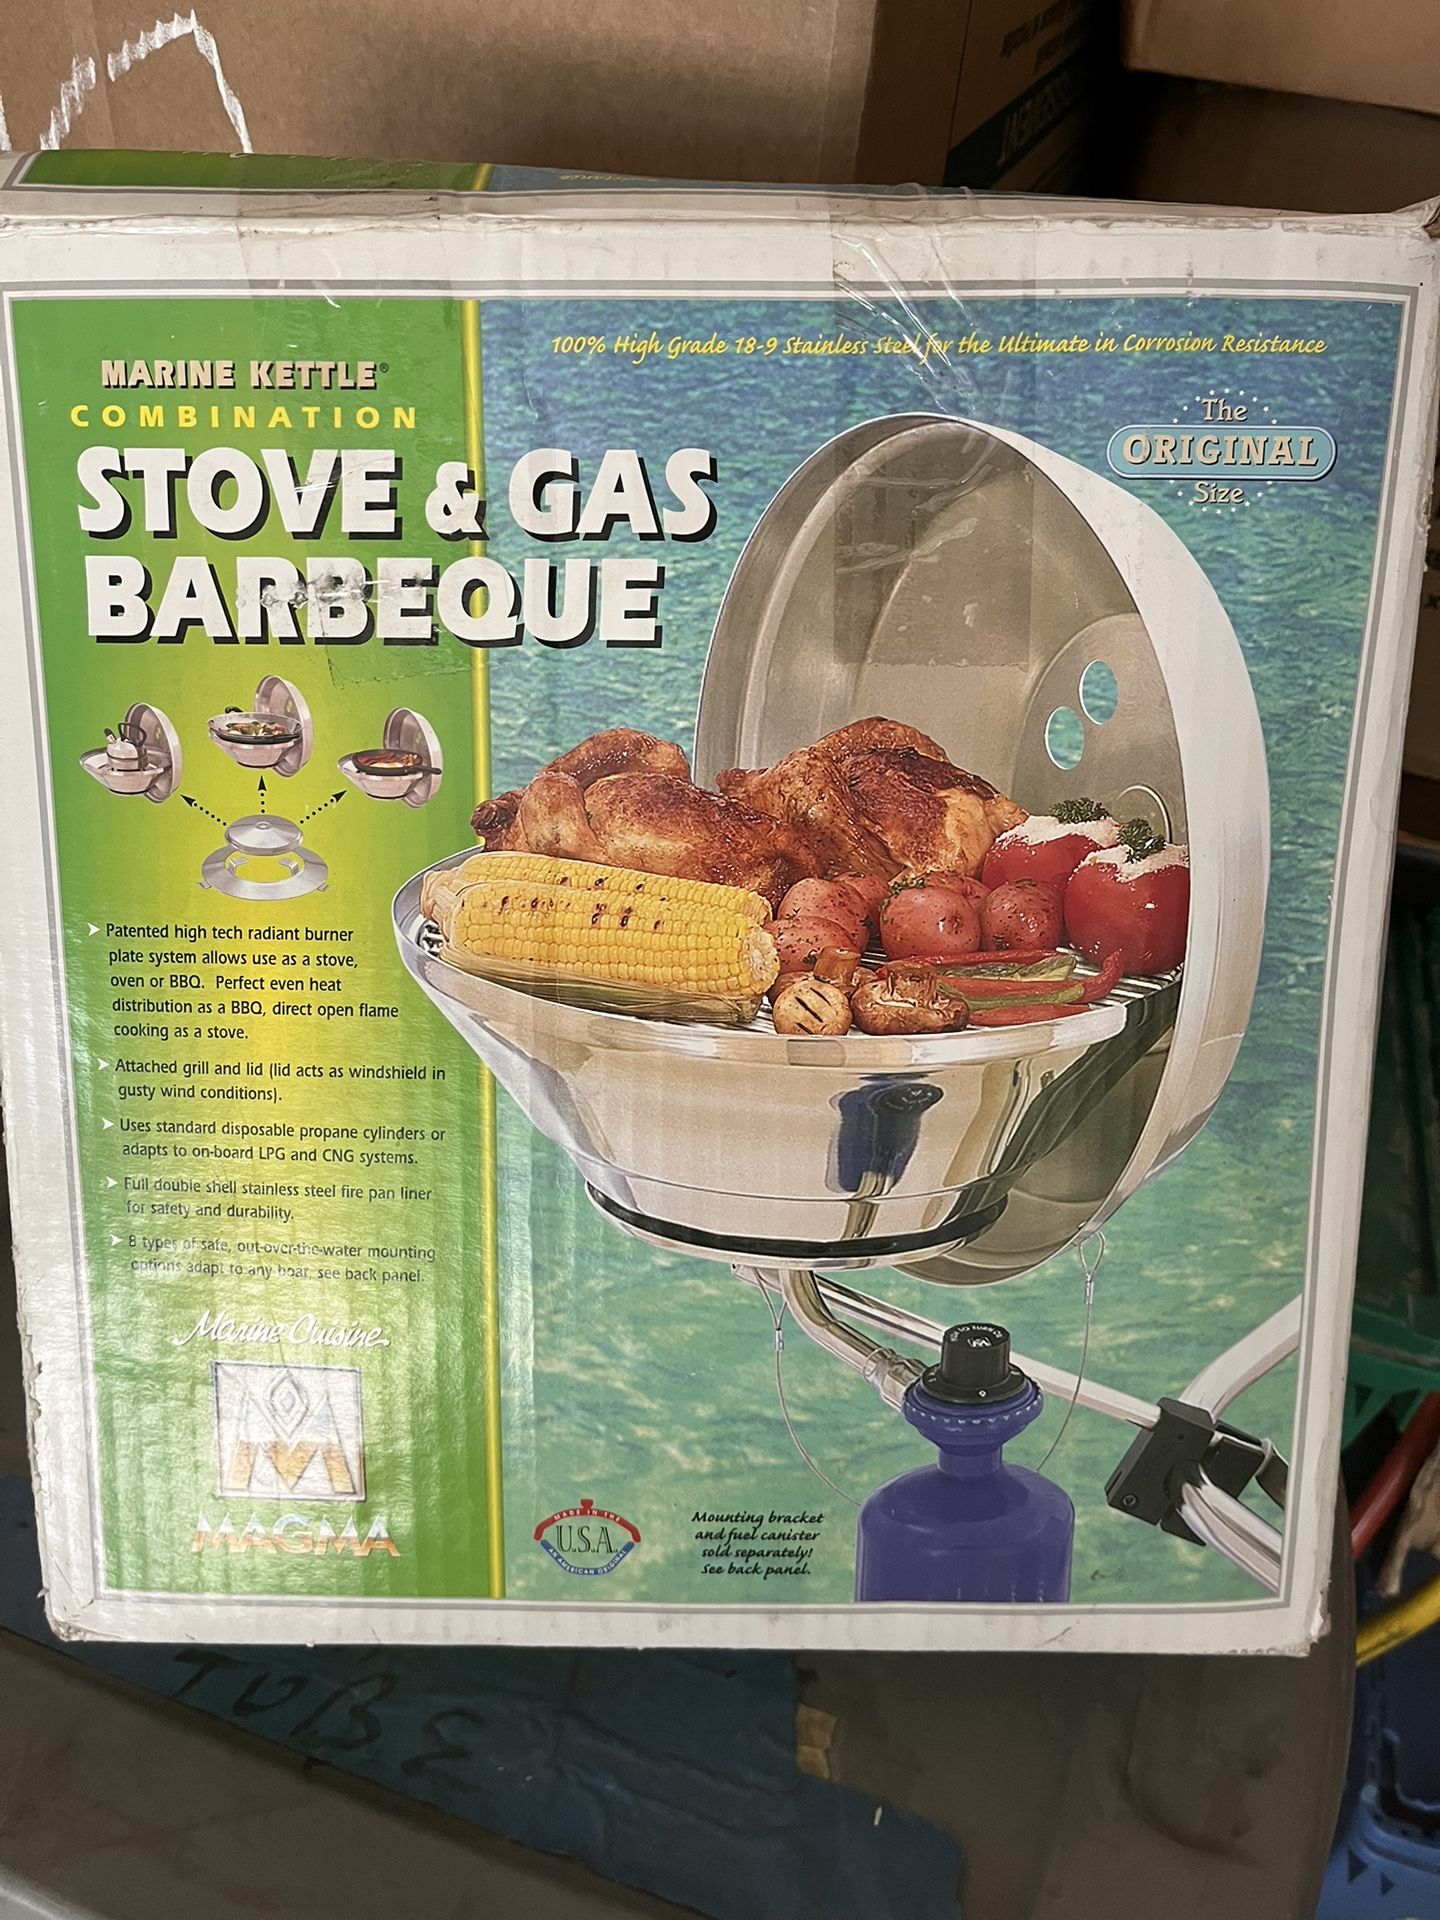 100% High Grade 18-9 Stainless Steel for the Ultimate in Corrosion Resistance
MARINE KETTLE®
COMBINATION
STOVE & GAS
BARBEQUE
The
ORIGINAL
Size
➤ Patented high tech radiant burner
plate system allows use as a stove,
oven or BBQ. Perfect even heat
distribution as a BBQ, direct open flame
cooking as a stove.
➤ Attached grill and lid (lid acts as windshield in
gusty wind conditions).
➤ Uses standard disposable propane cylinders or
adapts to on-board LPG and CNG systems.
➤ Full double shell stainless steel fire pan liner
for safety and durability.
➤ 8 types of safe, out-over-the-water mounting
options adapt to any boat, see back panel.
Marine Cuisine
MAGMA
MADE IN THE
U.S.A.
AN AMERICAN ORIGINAL
Mounting bracket
and fuel canister
sold separately!
See back panel.
TUBE